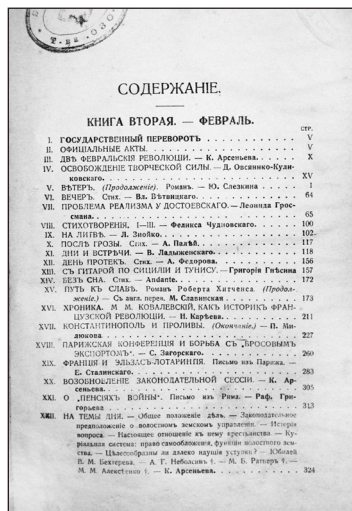 СОДЕРЖАНІЕ.
КНИГА ВТОРАЯ. — ФЕВРАЛЬ.
СТР.
I. ГОСУДАРСТВЕННЫЙ ПЕРЕВОРОТЪ V
II. ОФИЦІАЛЬНЫЕ АКТЫ. V
III. ДВѢ ФЕВРАЛЬСКІЯ РЕВОЛЮЦІИ. — К. Арсеньева. X
IV. ОСВОБОЖДЕНІЕ ТВОРЧЕСКОЙ СИЛЫ. — Д. Овсянико-Кули-
ковскаго. XV
V. ВѢТЕРЪ. (Продолженіе). Романъ. — Ю. Слезкина 1
VI. ВЕЧЕРЪ. Стих. — Вл. Вѣтвицкаго. 64
VII. ПРОБЛЕМА РЕАЛИЗМА У ДОСТОЕВСКАГО. — Леонида Грос-
смана. 65
VIII. СТИХОТВОРЕНІЯ, I—III. — Феликса Чудновскаго. 100
IX. НА ЛИТВѢ. — Л. Знойко 102
X. ПОСЛѢ ГРОЗЫ. Стих. — А. Палѣй. 117
XI. ДНИ И ВСТРѢЧИ. — В. Ладыженскаго. 118
XII. ДЕНЬ ПРОТЕКЪ. Стих. — А. Федорова. 156
XIII. СЪ ГИТАРОЙ ПО СИЦИЛІИ И ТУНИСУ. — Григорія Гнѣсина 157
XIV. БЕЗЪ СНА. Стих. — Andante. 172
XV. ПУТЬ КЪ СЛАВѢ. Романъ Роберта Хитченса (Продол-
женіе.) — Съ англ. перев. М. Славинская 173
XVI. ХРОНИКА. М. М. КОВАЛЕВСКІЙ, КАКЪ ИСТОРИКЪ ФРАН-
ЦУЗСКОЙ РЕВОЛЮЦІИ. — Н. Карѣева. 211
XVII. КОНСТАНТИНОПОЛЬ И ПРОЛИВЫ. (Окончаніе.) — П. Ми-
люкова 227
XVIII. ПАРИЖСКАЯ КОНФЕРЕНЦІЯ И БОРЬБА СЪ „БРОСОВЫМЪ
ЭКСПОРТОМЪ". — С. Загорскаго. 260
XIX. ФРАНЦІЯ И ЭЛЬЗАСЪ-ЛОТАРИНГІЯ. Письмо изъ Парижа. —
Е. Сталинскаго. 283
XX. ВОЗОБНОВЛЕНІЕ ЗАКОНОДАТЕЛЬНОЙ СЕССІИ. — К. Ар-
сеньева. 305
XXI. О „ПЕНСІЯХЪ ВОЙНЫ". Письмо изъ Рима. — Раф. Гри-
горьева 313
XXII. НА ТЕМЫ ДНЯ. — Общее положеніе дѣлъ. — Законодательное
предположеніе о волостномъ земскомъ управленіи. — Исторія
вопроса. — Настоящее отношеніе къ нему крестьянства — Ку-
ріальная система: право самообложенія, функціи волостного зем-
ства. — Цѣлесообразны ли далеко идущія уступки? — Юбилей
В. М. Бехтерева. — А. Г. Неболсинъ †. — М. Б. Ратнеръ †. —
М. М. Алексѣенко †. — К. Арсеньева. 324